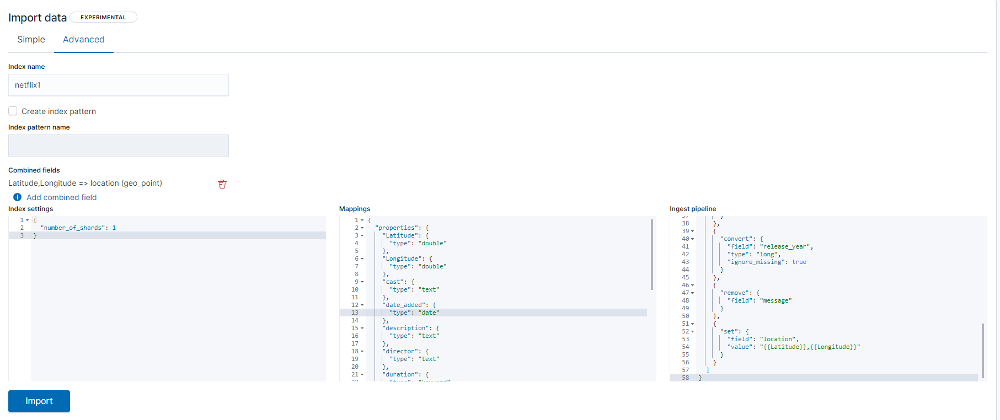 Import data EXPERIMENTAL
Simple Advanced
Index name
netflix1
Create index pattern
Index pattern name
Combined fields
Latitude,Longitude => location (geo_point)
Add combined field
Index settings
1 {
2 "number_of_shards": 1
3 }
Mappings
1 {
2 "properties": {
3 "Latitude": {
4 "type": "double"
5 },
6 "Longitude": {
7 "type": "double"
8 },
9 "cast": {
10 "type": "text"
11 },
12 "date_added": {
13 "type": "date"
14 },
15 "description": {
16 "type": "text"
17 },
18 "director": {
19 "type": "text"
20 },
21 "duration": {
22 "type": "keyword"
Ingest pipeline
37 }
38 },
39 {
40 "convert": {
41 "field": "release_year",
42 "type": "long",
43 "ignore_missing": true
44 }
45 },
46 {
47 "remove": {
48 "field": "message"
49 }
50 },
51 {
52 "set": {
53 "field": "location",
54 "value": "{{Latitude}},{{Longitude}}"
55 }
56 }
57 ]
58 }
Import